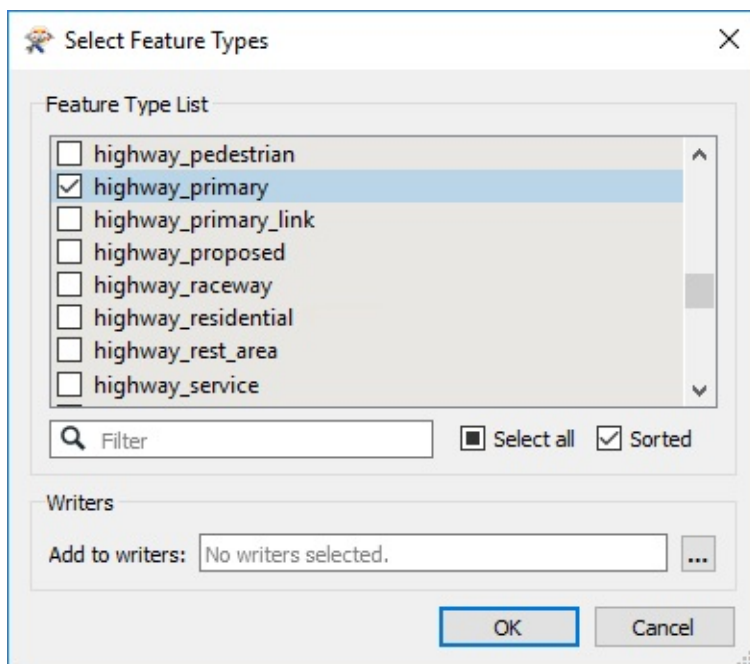 Select Feature Types
Feature Type List
highway_pedestrian
highway_primary
highway_primary_link
highway_proposed
highway_raceway
highway_residential
highway_rest_area
highway_service
Filter
Select all
Sorted
Writers
Add to writers: No writers selected. ...
OK
Cancel